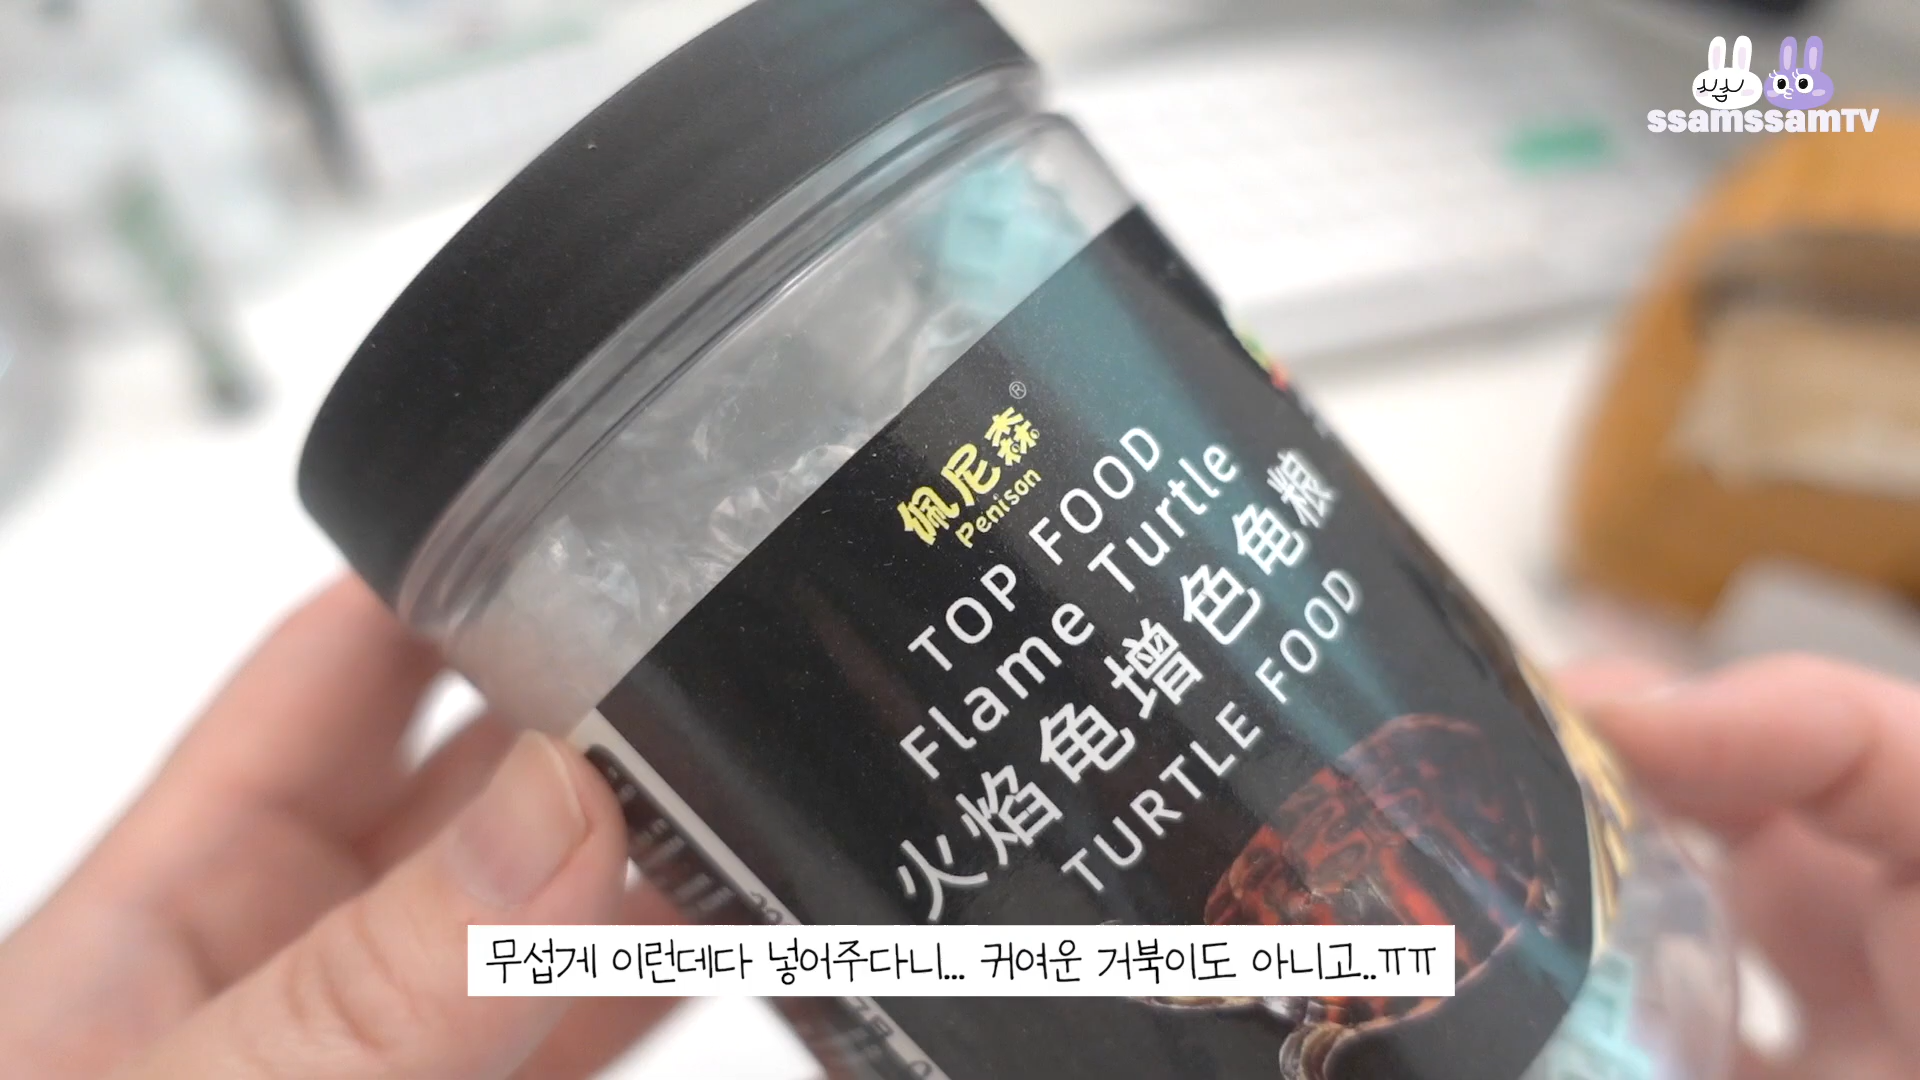 ssamssamTV
佩尼森®
Penison
TOP FOOD
Flame Turtle
火焰龟增色龟粮
TURTLE FOOD
무섭게 이런데다 넣어주다니... 귀여운 거북이도 아니고..ㅠㅠ